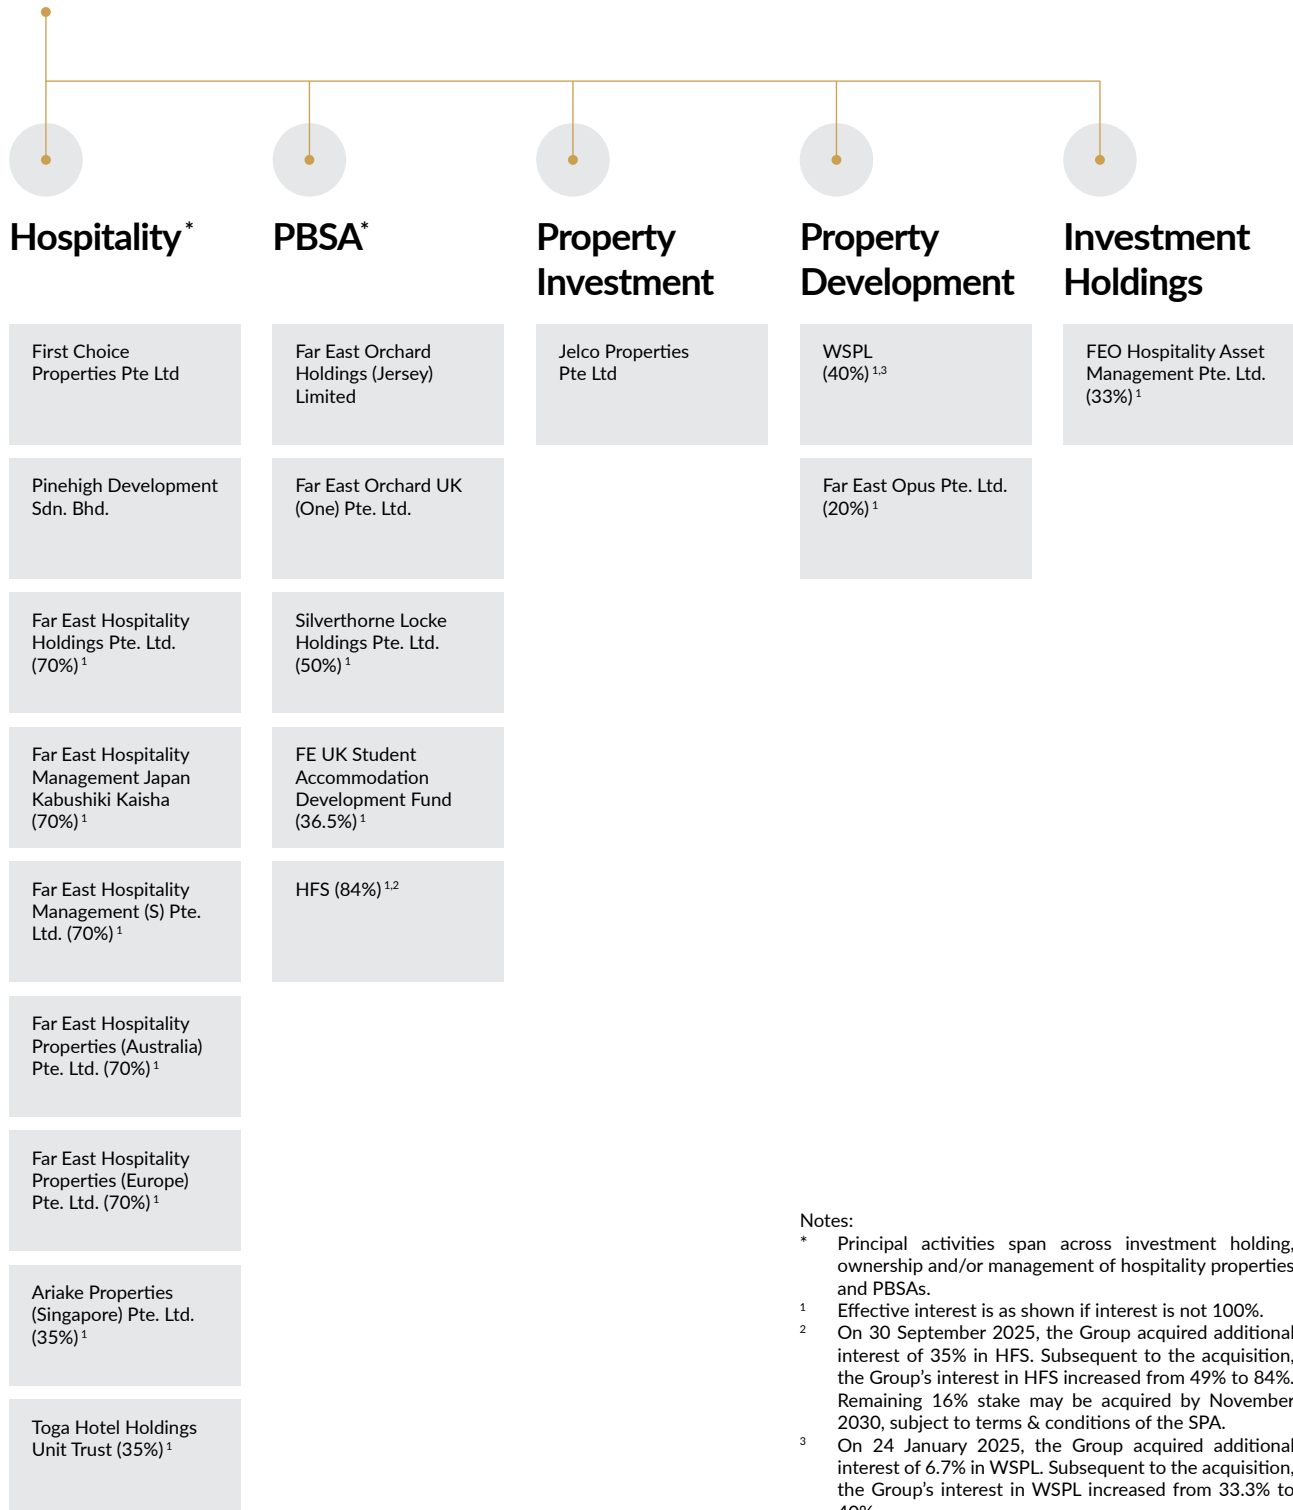 Hospitality*
First Choice
Properties Pte Ltd
Pinehigh Development
Sdn. Bhd.
Far East Hospitality
Holdings Pte. Ltd.
(70%) 1
Far East Hospitality
Management Japan
Kabushiki Kaisha
(70%) 1
Far East Hospitality
Management (S) Pte.
Ltd. (70%) 1
Far East Hospitality
Properties (Australia)
Pte. Ltd. (70%) 1
Far East Hospitality
Properties (Europe)
Pte. Ltd. (70%) 1
Ariake Properties
(Singapore) Pte. Ltd.
(35%) 1
Toga Hotel Holdings
Unit Trust (35%) 1
PBSA*
Far East Orchard
Holdings (Jersey)
Limited
Far East Orchard UK
(One) Pte. Ltd.
Silverthorne Locke
Holdings Pte. Ltd.
(50%) 1
FE UK Student
Accommodation
Development Fund
(36.5%) 1
HFS (84%) 1,2
Property
Investment
Jelco Properties
Pte Ltd
Property
Development
WSPL
(40%) 1,3
Far East Opus Pte. Ltd.
(20%) 1
Investment
Holdings
FEO Hospitality Asset
Management Pte. Ltd.
(33%) 1
Notes:
* Principal activities span across investment holding,
ownership and/or management of hospitality properties
and PBSAs.
1 Effective interest is as shown if interest is not 100%.
2 On 30 September 2025, the Group acquired additional
interest of 35% in HFS. Subsequent to the acquisition,
the Group's interest in HFS increased from 49% to 84%.
Remaining 16% stake may be acquired by November
2030, subject to terms & conditions of the SPA.
3 On 24 January 2025, the Group acquired additional
interest of 6.7% in WSPL. Subsequent to the acquisition,
the Group's interest in WSPL increased from 33.3% to